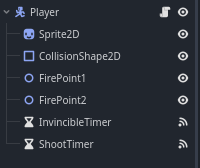 Player
Sprite2D
CollisionShape2D
FirePoint1
FirePoint2
InvincibleTimer
ShootTimer